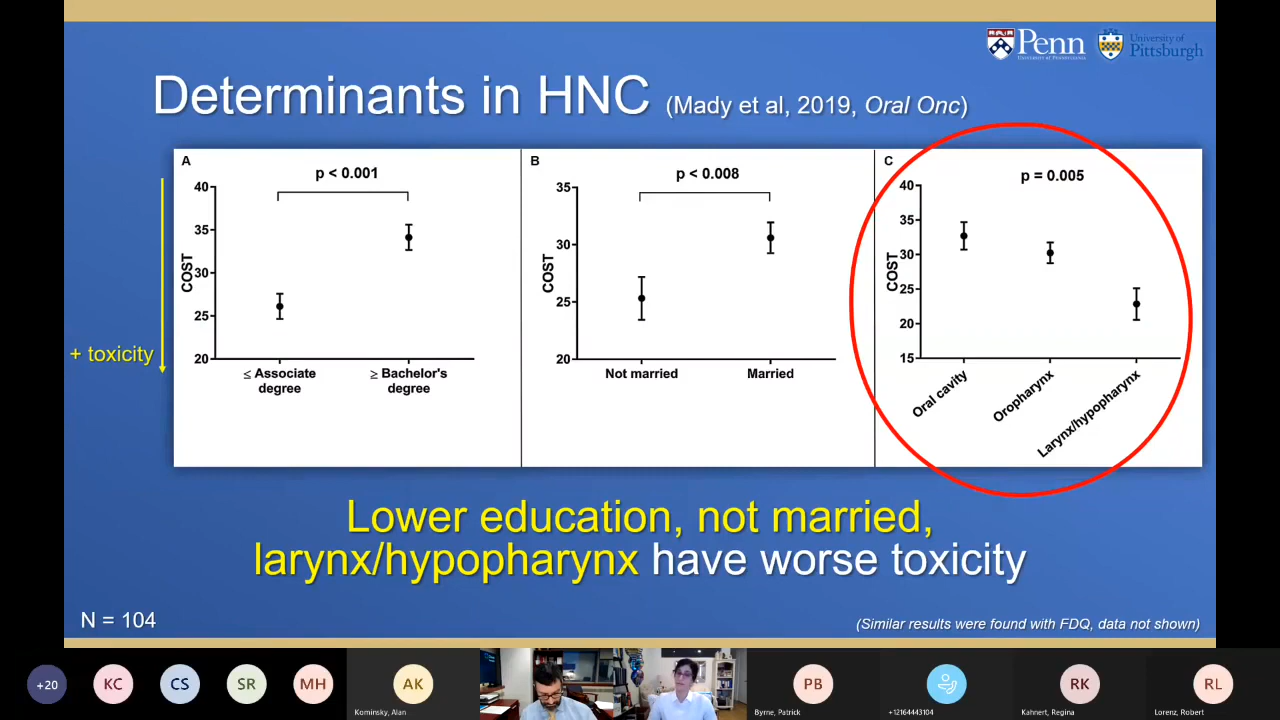 Penn
UNIVERSITY OF PENNSYLVANIA
University of
Pittsburgh
Determinants in HNC (Mady et al, 2019, Oral Onc)
A
p < 0.001
40
35
30
25
20
COST
≤ Associate
degree
≥ Bachelor's
degree
B
p < 0.008
35
30
25
20
COST
Not married
Married
C
p = 0.005
40
35
30
25
20
15
COST
Oral cavity
Oropharynx
Larynx/hypopharynx
+ toxicity
Lower education, not married,
larynx/hypopharynx have worse toxicity
N = 104
(Similar results were found with FDQ, data not shown)
+20
KC
CS
SR
MH
AK
Kominsky, Alan
PB
Byrne, Patrick
+12164443104
RK
Kahnert, Regina
RL
Lorenz, Robert